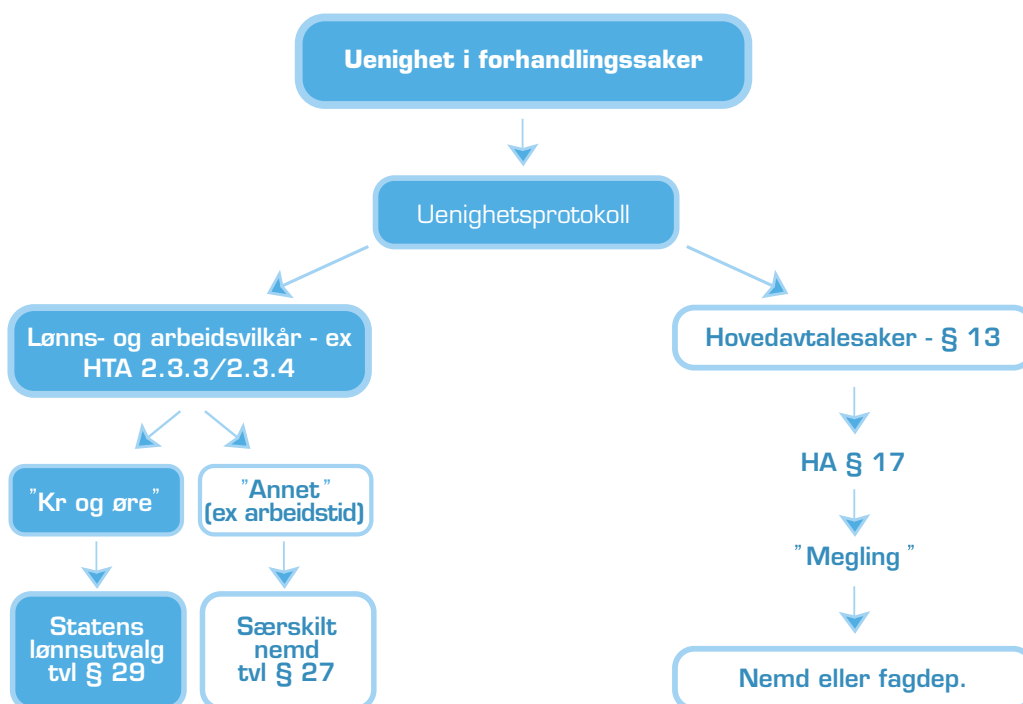 Uenighet i forhandlingssaker
Uenighetsprotokoll
Lønns- og arbeidsvilkår - ex
HTA 2.3.3/2.3.4
Hovedavtalesaker - § 13
"Kr og øre"
"Annet"
(ex arbeidstid)
HA § 17
"Megling"
Statens
lønnsutvalg
tvl § 29
Særskilt
nemd
tvl § 27
Nemd eller fagdep.